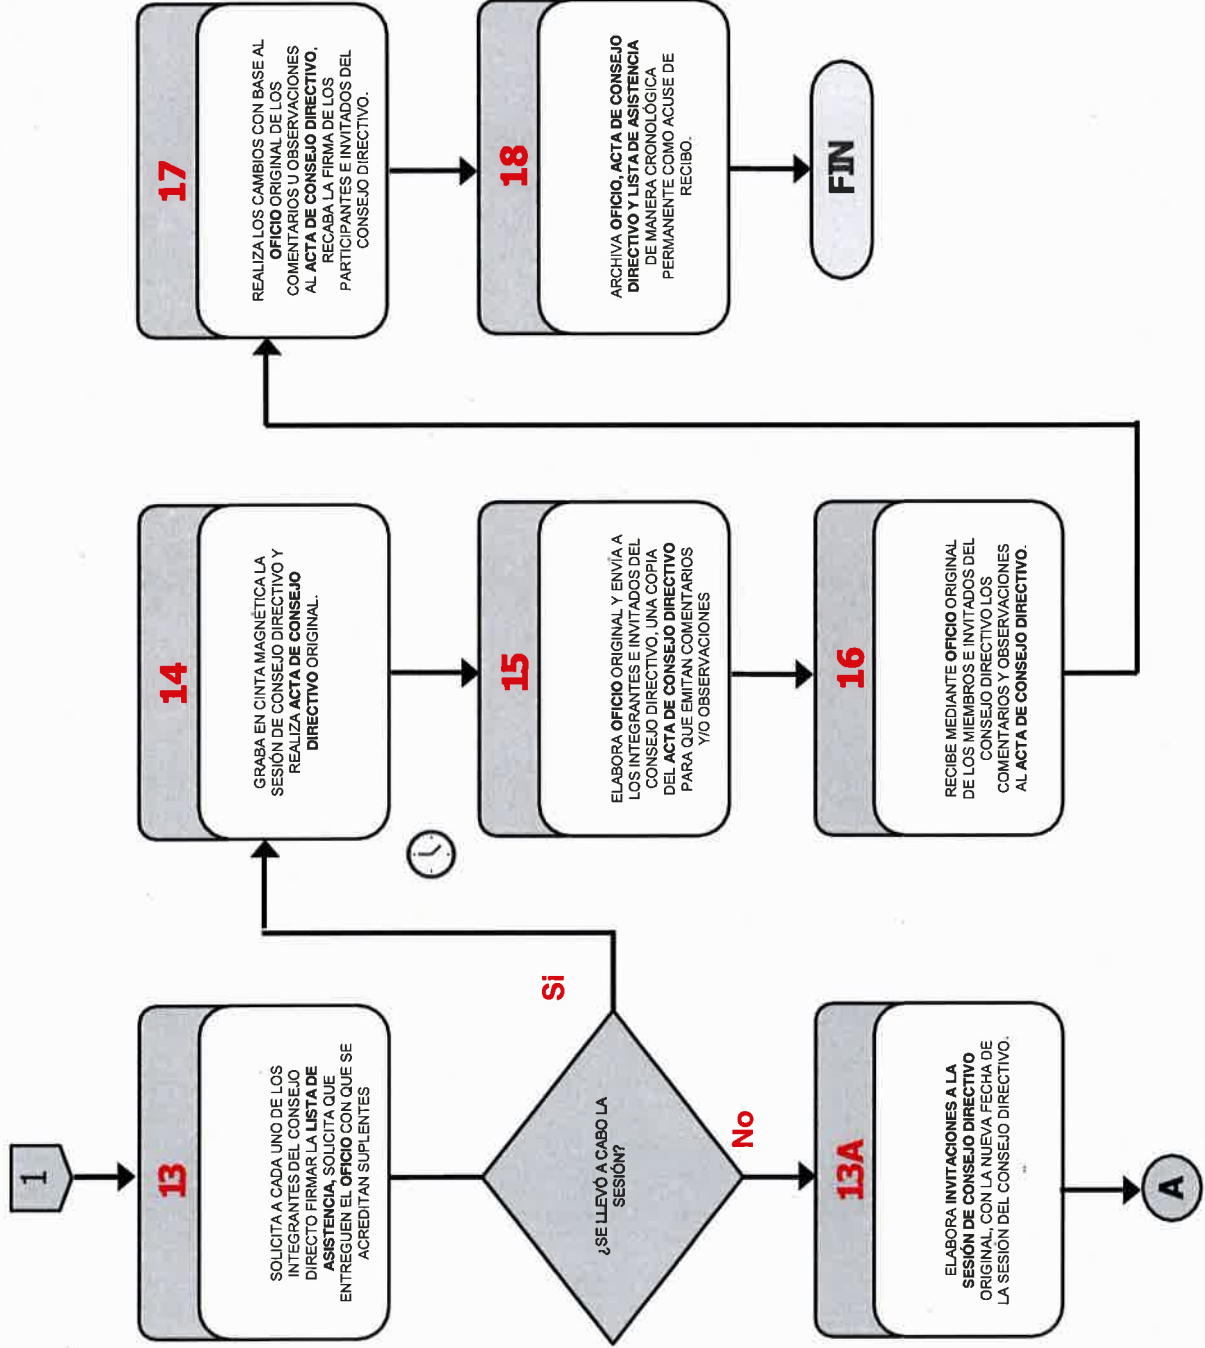 1
13
SOLICITA A CADA UNO DE LOS
INTEGRANTES DEL CONSEJO
DIRECTO FIRMAR LA LISTA DE
ASISTENCIA, SOLICITA QUE
ENTREGUEN EL OFICIO CON QUE SE
ACREDITAN SUPLENTES
¿SE LLEVÓ A CABO LA
SESIÓN?
Si
No
13A
ELABORA INVITACIONES A LA
SESIÓN DE CONSEJO DIRECTIVO
ORIGINAL, CON LA NUEVA FECHA DE
LA SESIÓN DEL CONSEJO DIRECTIVO.
A
14
GRABA EN CINTA MAGNÉTICA LA
SESIÓN DE CONSEJO DIRECTIVO Y
REALIZA ACTA DE CONSEJO
DIRECTIVO ORIGINAL.
15
ELABORA OFICIO ORIGINAL Y ENVÍA A
LOS INTEGRANTES E INVITADOS DEL
CONSEJO DIRECTIVO, UNA COPIA
DEL ACTA DE CONSEJO DIRECTIVO
PARA QUE EMITAN COMENTARIOS
Y/O OBSERVACIONES
16
RECIBE MEDIANTE OFICIO ORIGINAL
DE LOS MIEMBROS E INVITADOS DEL
CONSEJO DIRECTIVO LOS
COMENTARIOS Y OBSERVACIONES
AL ACTA DE CONSEJO DIRECTIVO.
17
REALIZA LOS CAMBIOS CON BASE AL
OFICIO ORIGINAL DE LOS
COMENTARIOS U OBSERVACIONES
AL ACTA DE CONSEJO DIRECTIVO,
RECABA LA FIRMA DE LOS
PARTICIPANTES E INVITADOS DEL
CONSEJO DIRECTIVO.
18
ARCHIVA OFICIO, ACTA DE CONSEJO
DIRECTIVO Y LISTA DE ASISTENCIA
DE MANERA CRONOLÓGICA
PERMANENTE COMO ACUSE DE
RECIBO.
FIN